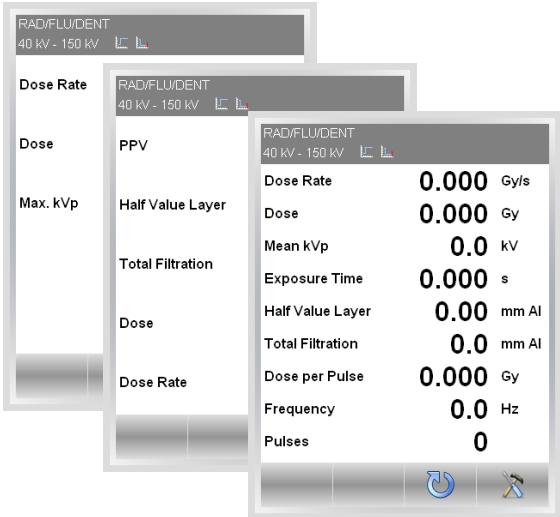 RAD/FLU/DENT
40 kV - 150 kV
Dose Rate
Dose
Max. kVp
RAD/FLU/DENT
40 kV - 150 kV
PPV
Half Value Layer
Total Filtration
Dose
Dose Rate
RAD/FLU/DENT
40 kV - 150 kV
Dose Rate 0.000 Gy/s
Dose 0.000 Gy
Mean kVp 0.0 kV
Exposure Time 0.000 s
Half Value Layer 0.00 mm Al
Total Filtration 0.0 mm Al
Dose per Pulse 0.000 Gy
Frequency 0.0 Hz
Pulses 0